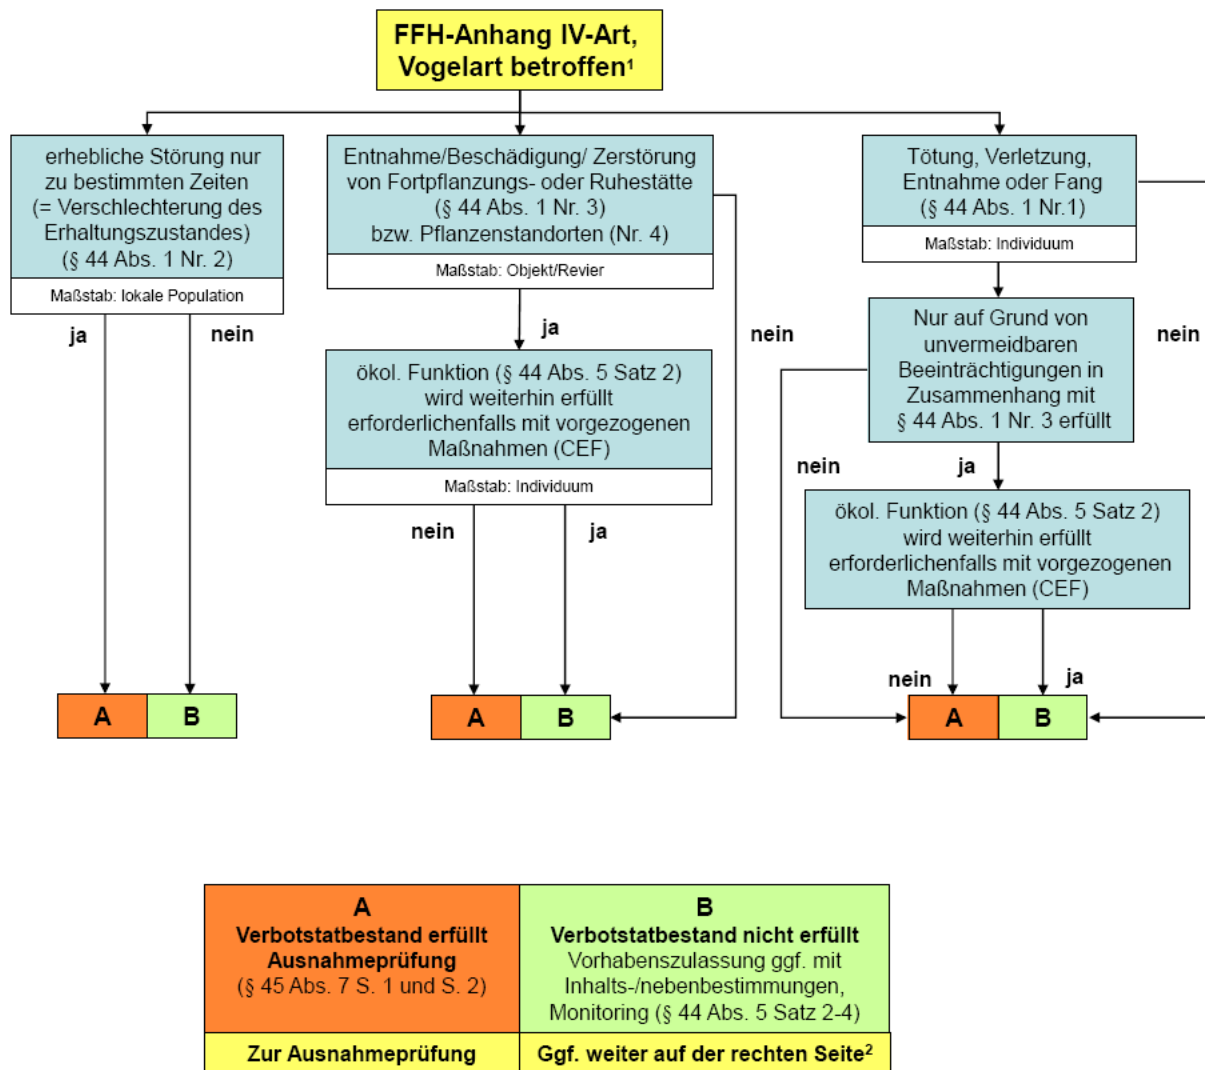 FFH-Anhang IV-Art,
Vogelart betroffen¹
erhebliche Störung nur
zu bestimmten Zeiten
(= Verschlechterung des
Erhaltungszustandes)
(§ 44 Abs. 1 Nr. 2)
Maßstab: lokale Population
ja
nein
A
B
Entnahme/Beschädigung/ Zerstörung
von Fortpflanzungs- oder Ruhestätte
(§ 44 Abs. 1 Nr. 3)
bzw. Pflanzenstandorten (Nr. 4)
Maßstab: Objekt/Revier
ja
nein
ökol. Funktion (§ 44 Abs. 5 Satz 2)
wird weiterhin erfüllt
erforderlichenfalls mit vorgezogenen
Maßnahmen (CEF)
Maßstab: Individuum
nein
ja
A
B
Tötung, Verletzung,
Entnahme oder Fang
(§ 44 Abs. 1 Nr.1)
Maßstab: Individuum
nein
Nur auf Grund von
unvermeidbaren
Beeinträchtigungen in
Zusammenhang mit
§ 44 Abs. 1 Nr. 3 erfüllt
nein
ja
ökol. Funktion (§ 44 Abs. 5 Satz 2)
wird weiterhin erfüllt
erforderlichenfalls mit vorgezogenen
Maßnahmen (CEF)
nein
ja
A
B
A
Verbotstatbestand erfüllt
Ausnahmeprüfung
(§ 45 Abs. 7 S. 1 und S. 2)
Zur Ausnahmeprüfung
B
Verbotstatbestand nicht erfüllt
Vorhabenszulassung ggf. mit
Inhalts-/nebenbestimmungen,
Monitoring (§ 44 Abs. 5 Satz 2-4)
Ggf. weiter auf der rechten Seite²